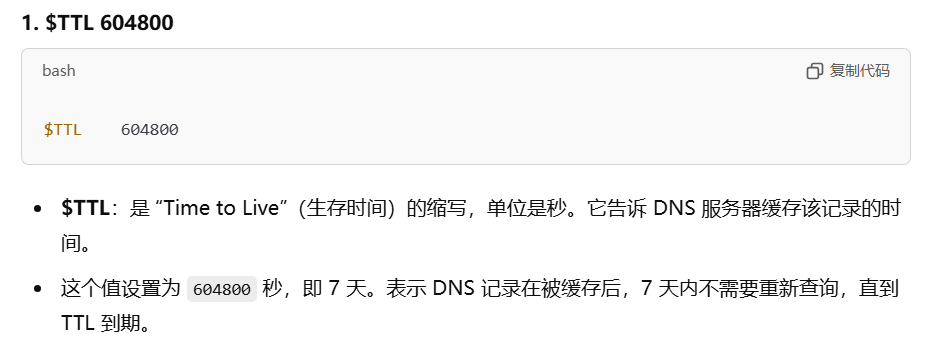 1. $TTL 604800
bash
复制代码
$TTL    604800
• $TTL：是 “Time to Live”（生存时间）的缩写，单位是秒。它告诉 DNS 服务器缓存该记录的时
间。
• 这个值设置为 604800 秒，即 7 天。表示 DNS 记录在被缓存后，7 天内不需要重新查询，直到
TTL 到期。